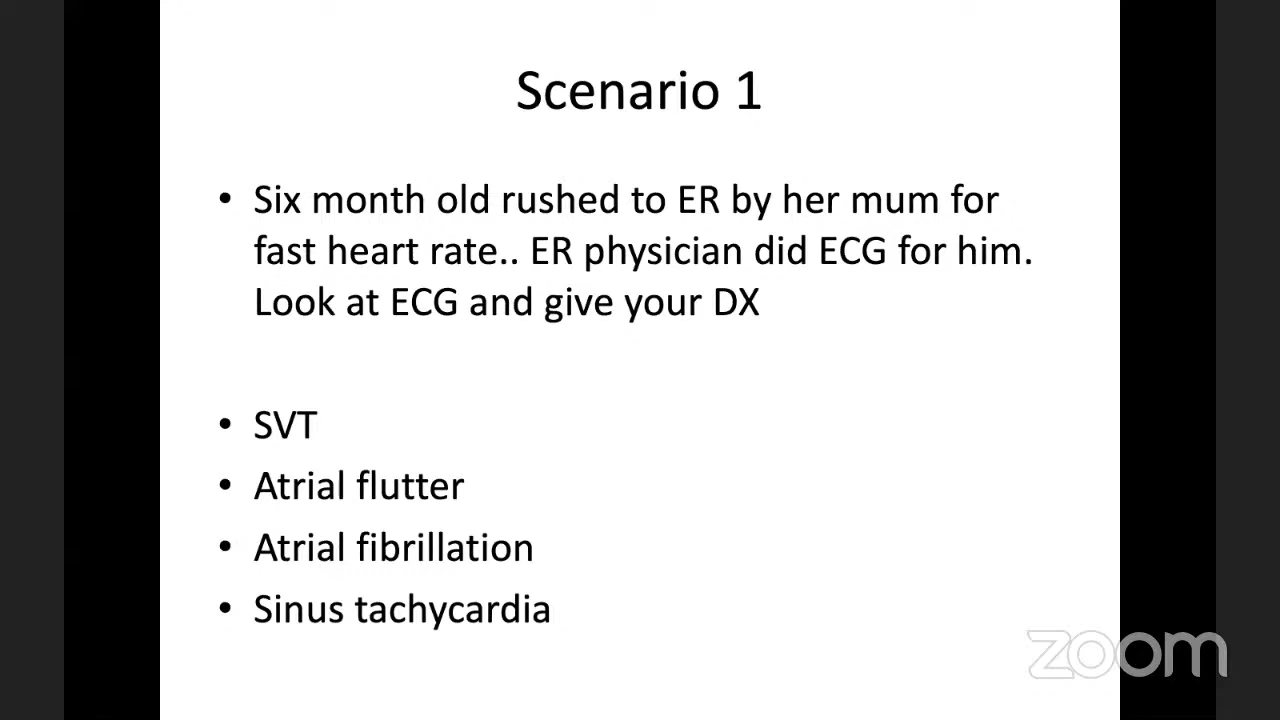 Scenario 1
• Six month old rushed to ER by her mum for
fast heart rate.. ER physician did ECG for him.
Look at ECG and give your DX
• SVT
• Atrial flutter
• Atrial fibrillation
• Sinus tachycardia
zoom